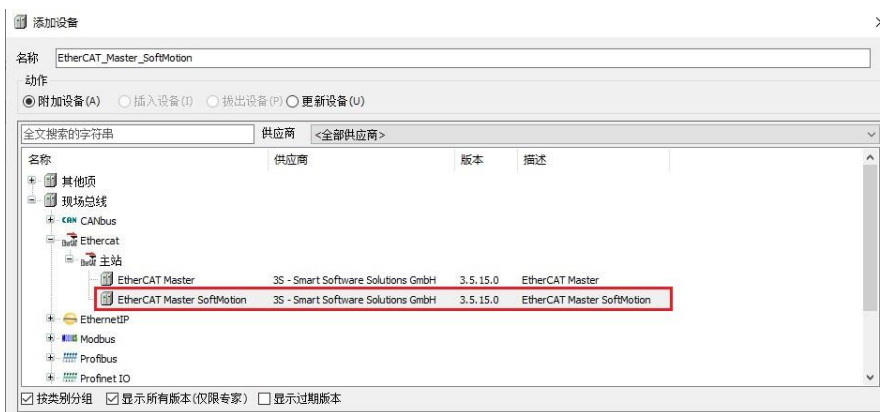 添加设备
名称 EtherCAT_Master_SoftMotion
动作
附加设备(A) 插入设备(I) 拔出设备(P) 更新设备(U)
全文搜索的字符串 供应商 <全部供应商>
名称 供应商 版本 描述
其他项
现场总线
CAN CANbus
Ethercat
主站
EtherCAT Master 3S - Smart Software Solutions GmbH 3.5.15.0 EtherCAT Master
EtherCAT Master SoftMotion 3S - Smart Software Solutions GmbH 3.5.15.0 EtherCAT Master SoftMotion
EthernetIP
Modbus
Profibus
Profinet IO
按类别分组 显示所有版本(仅限专家) 显示过期版本